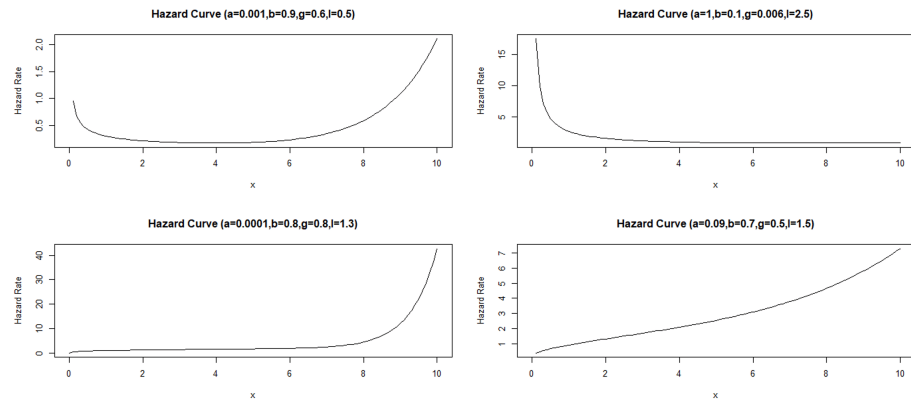 Hazard Curve (a=0.001,b=0.9,g=0.6,l=0.5)
Hazard Rate
2.0
1.0
0.5
0 2 4 6 8 10
x
Hazard Curve (a=1,b=0.1,g=0.006,l=2.5)
Hazard Rate
15
10
5
0 2 4 6 8 10
x
Hazard Curve (a=0.0001,b=0.8,g=0.8,l=1.3)
Hazard Rate
40
30
20
10
0
0 2 4 6 8 10
x
Hazard Curve (a=0.09,b=0.7,g=0.5,l=1.5)
Hazard Rate
7
6
5
4
3
2
1
0 2 4 6 8 10
x